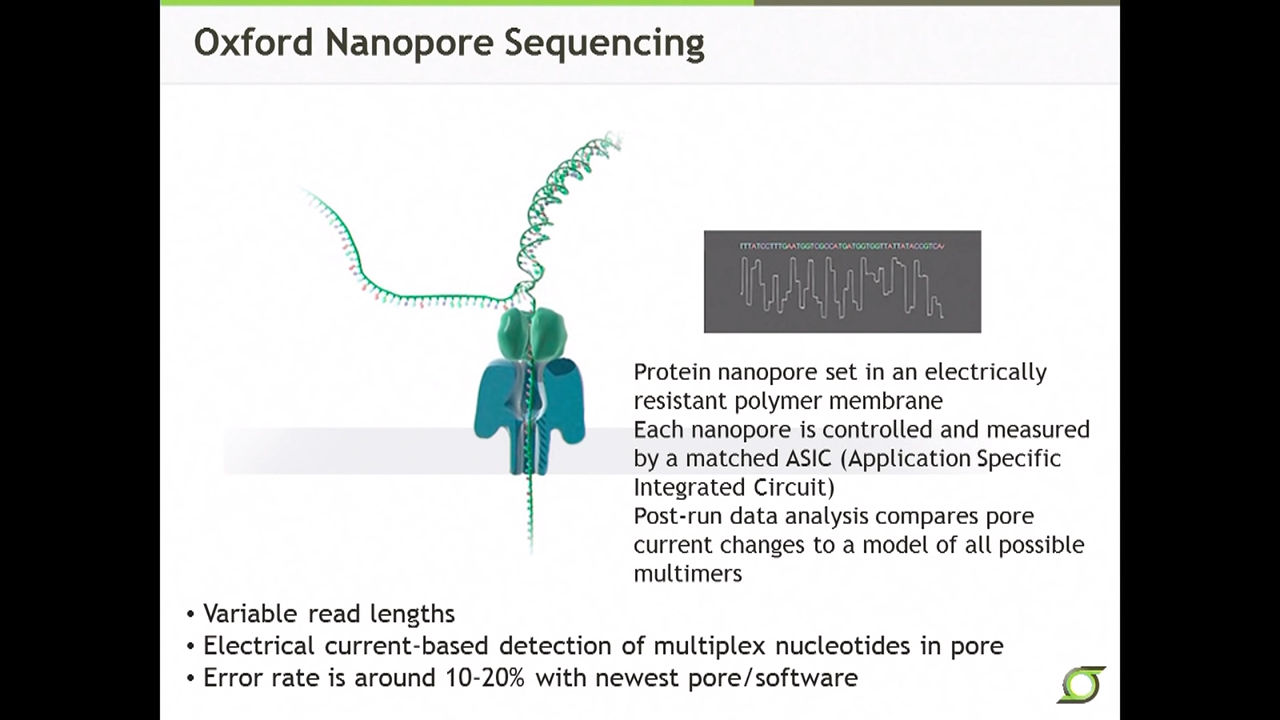 Oxford Nanopore Sequencing
TTTATCCTTTGAATGGTCGCCATGATGGTGGTTATTATACCGTCA
Protein nanopore set in an electrically
resistant polymer membrane
Each nanopore is controlled and measured
by a matched ASIC (Application Specific
Integrated Circuit)
Post-run data analysis compares pore
current changes to a model of all possible
multimers
• Variable read lengths
• Electrical current-based detection of multiplex nucleotides in pore
• Error rate is around 10-20% with newest pore/software